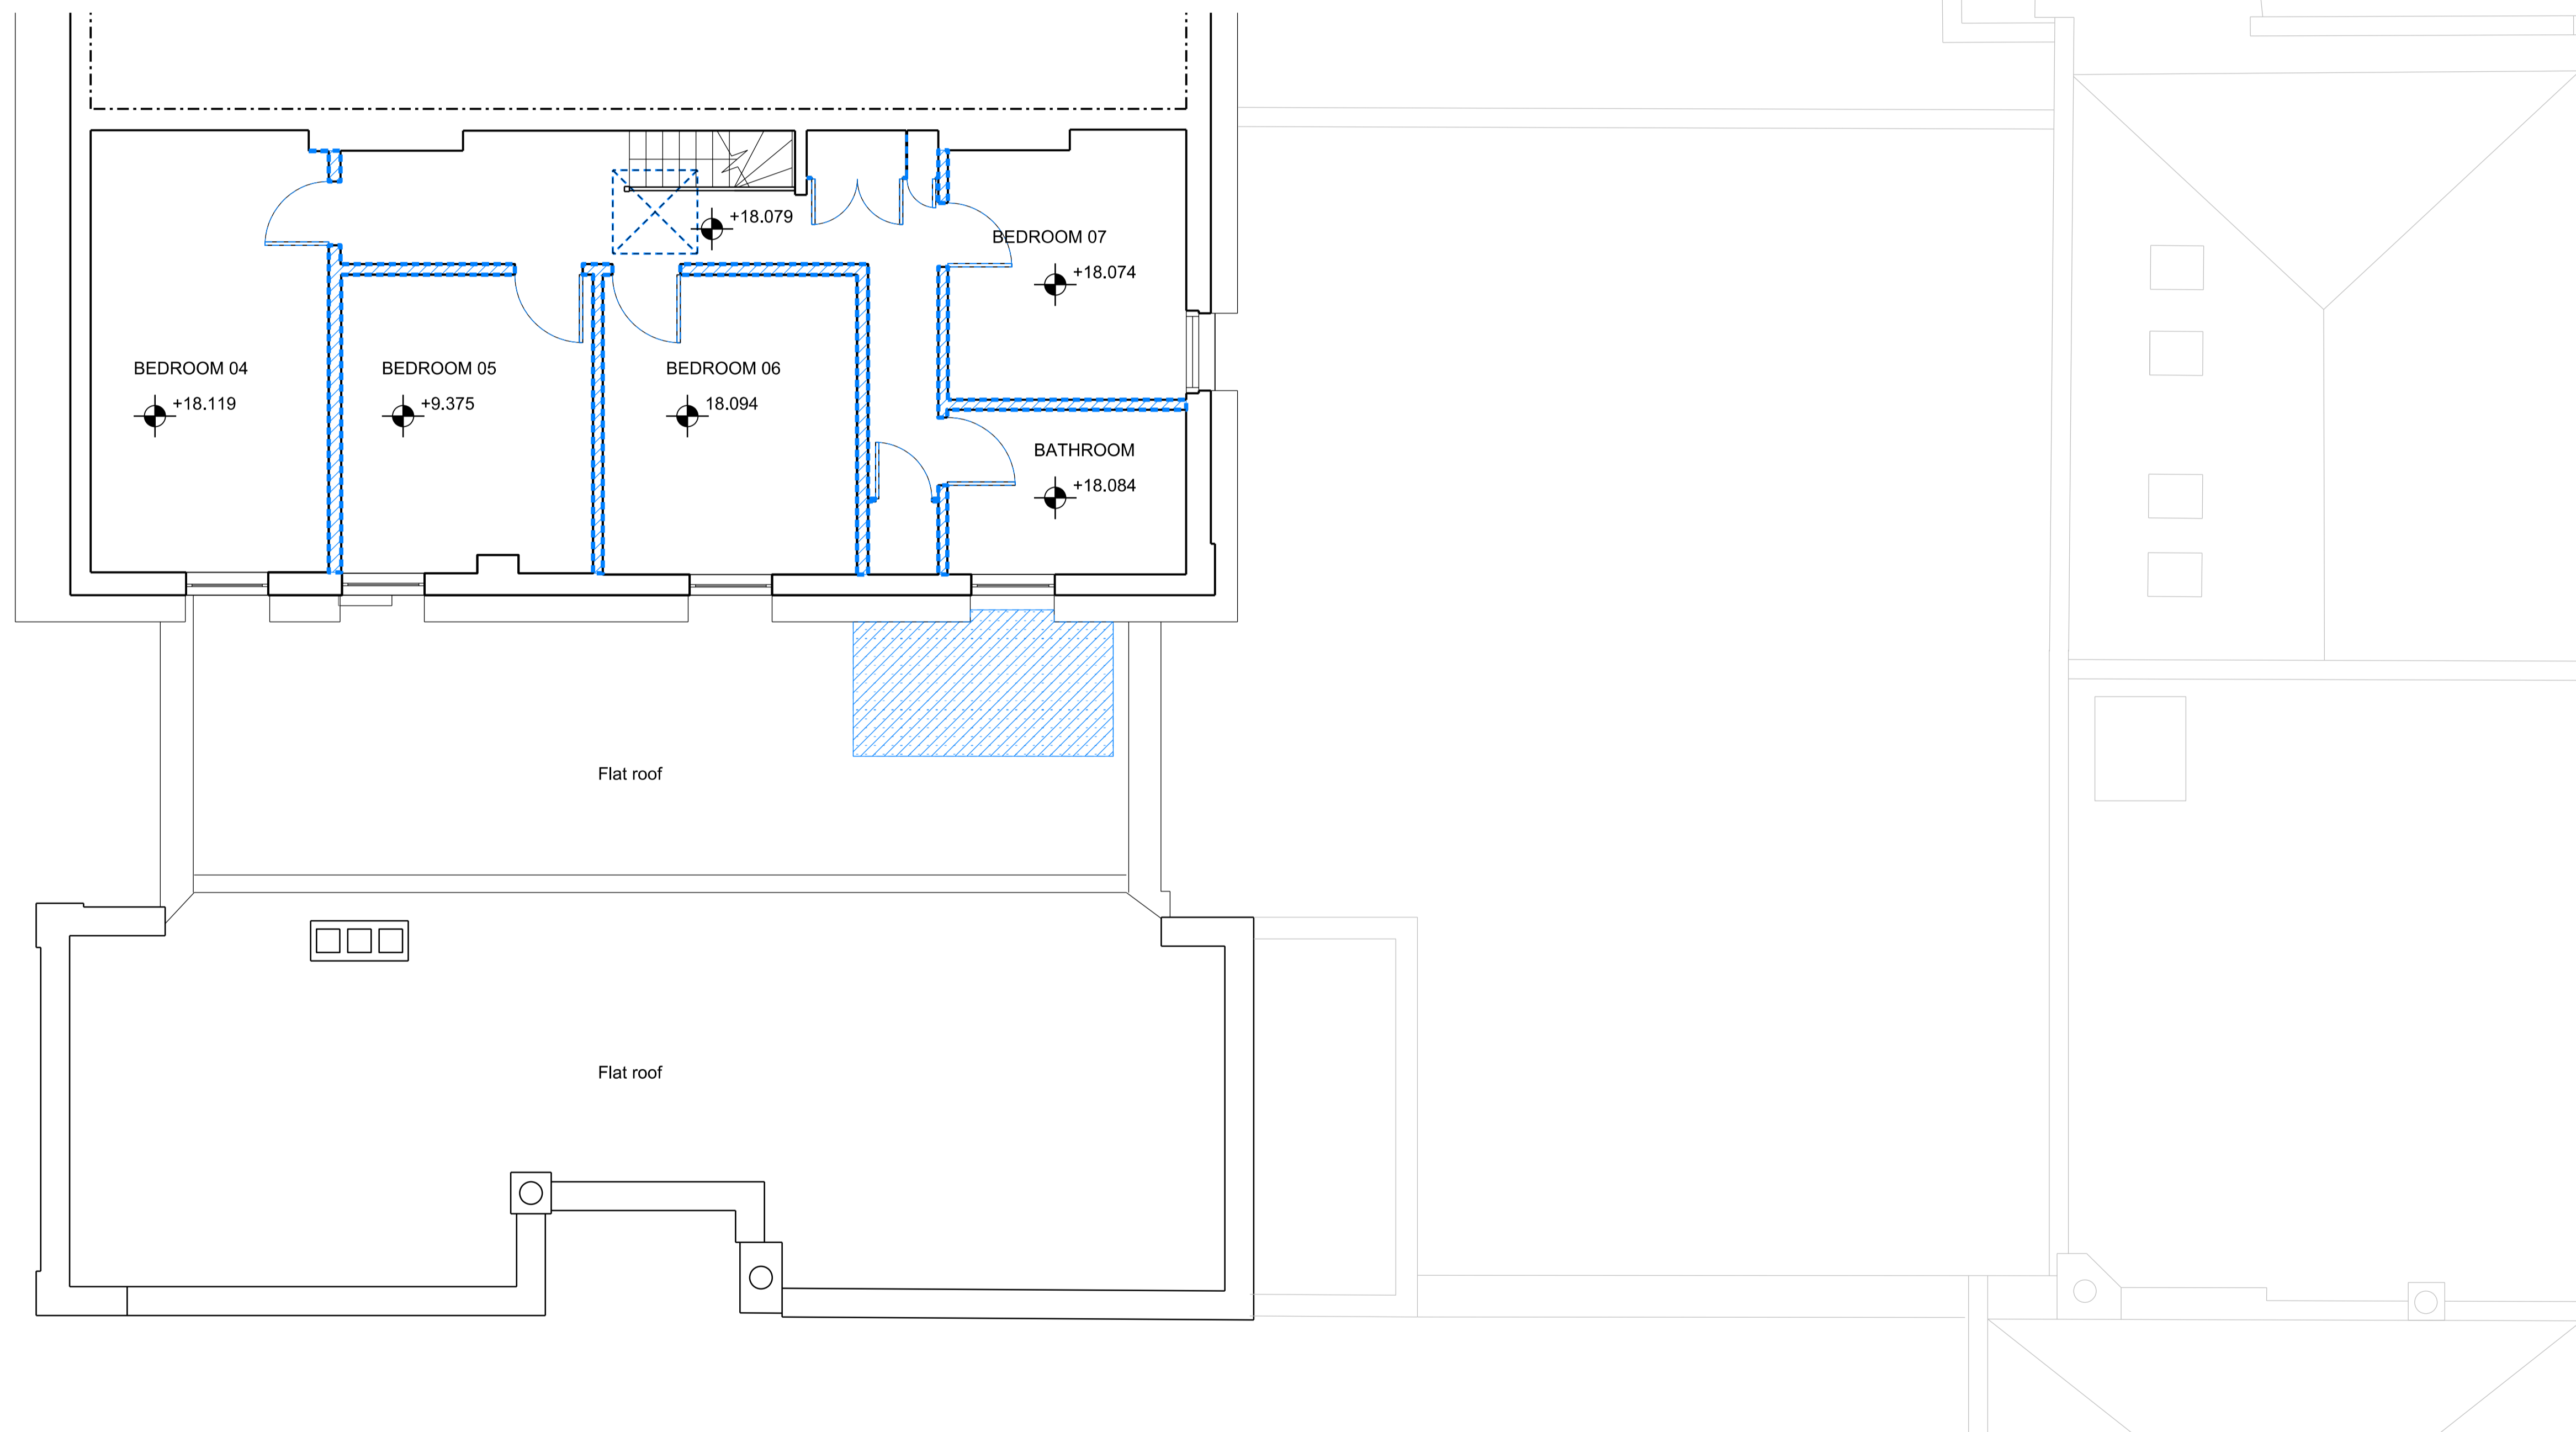 +18.079
BEDROOM 07
+18.074
BEDROOM 04
+18.119
BEDROOM 05
+9.375
BEDROOM 06
18.094
BATHROOM
+18.084
Flat roof
Flat roof